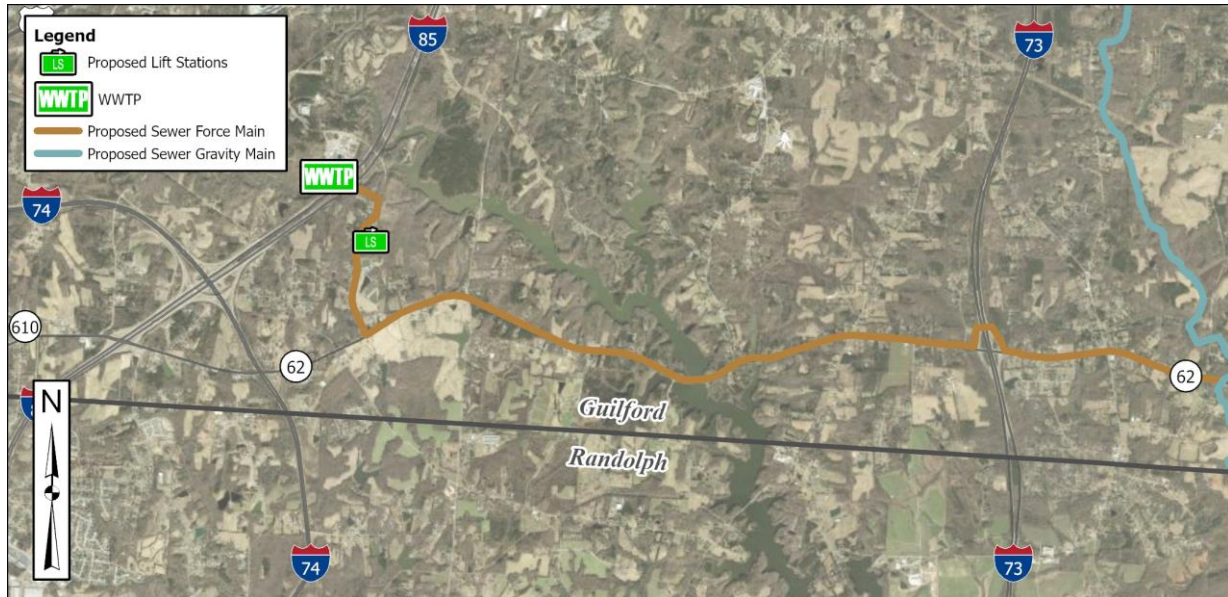 Legend
LS
Proposed Lift Stations
WWTP
WWTP
Proposed Sewer Force Main
Proposed Sewer Gravity Main
85
73
WWTP
74
LS
610
62
62
N
Guilford
Randolph
74
73